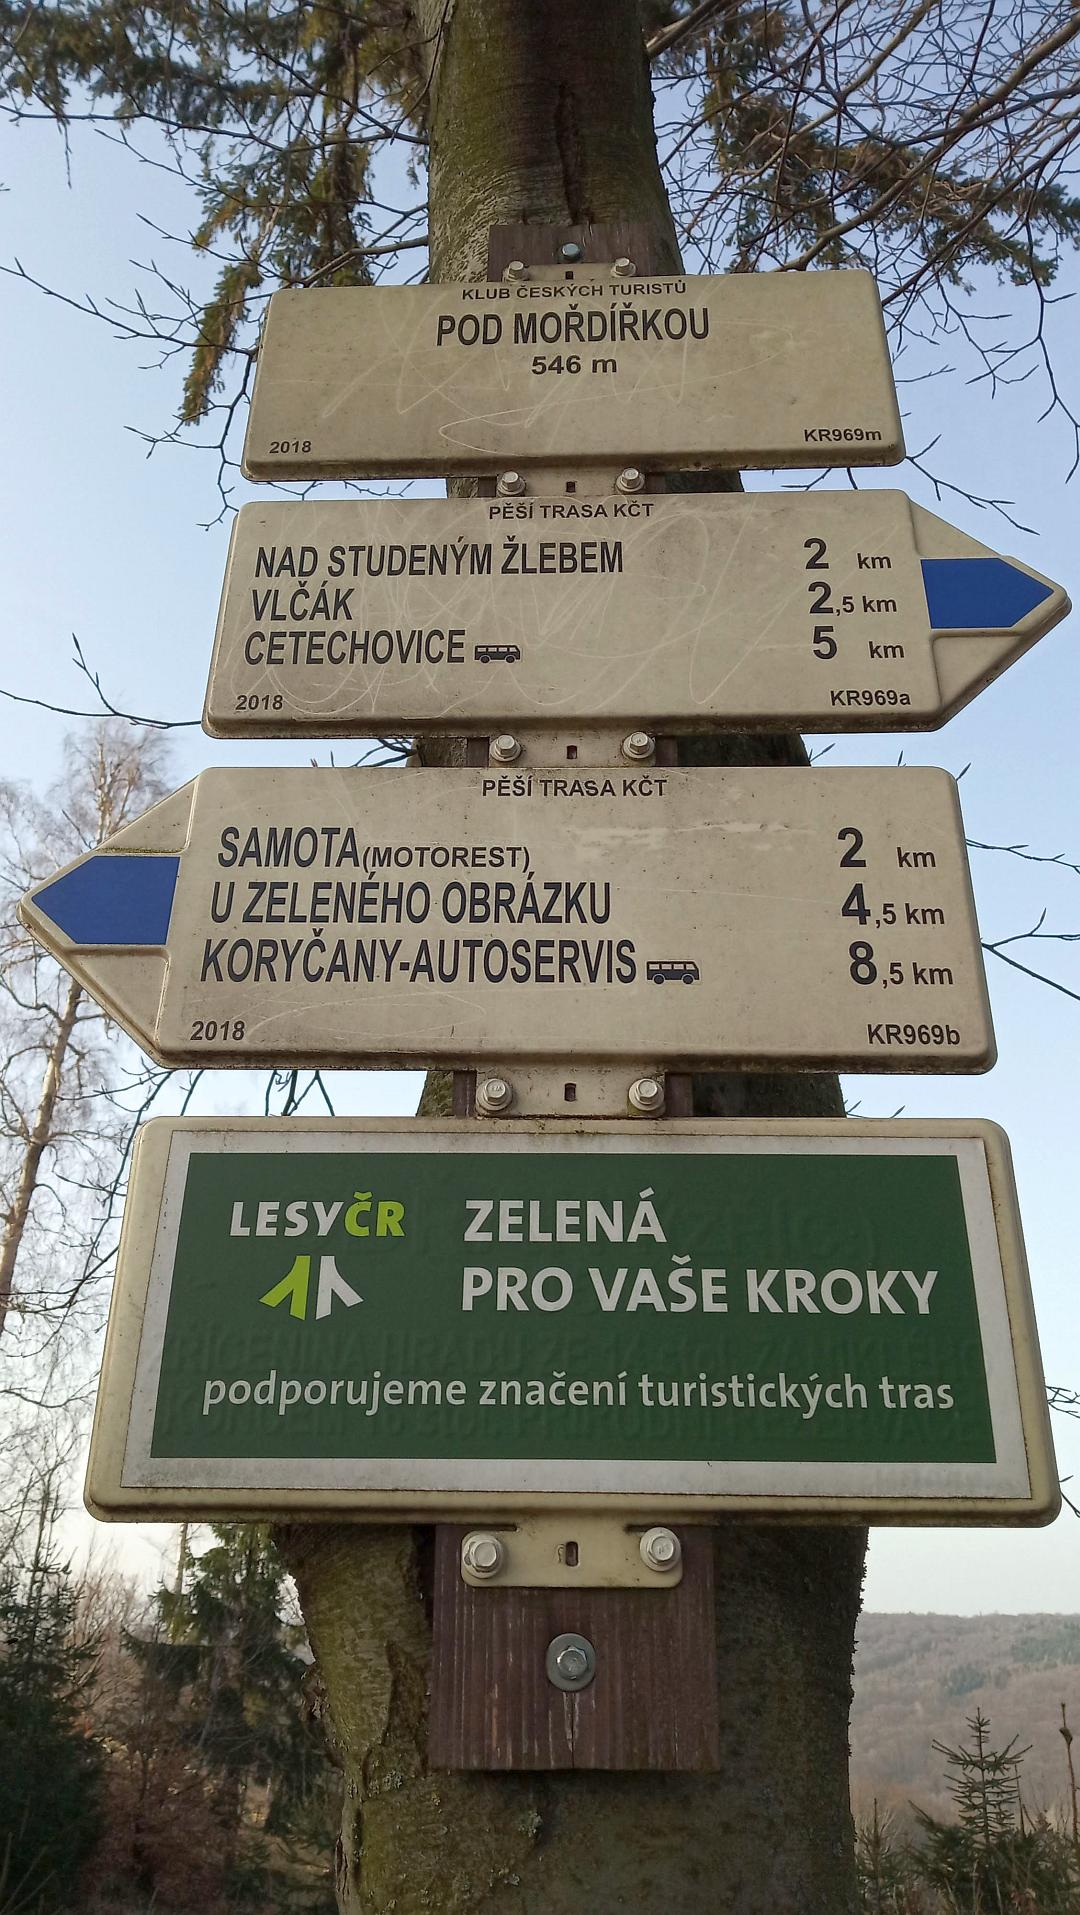 KLUB ČESKÝCH TURISTŮ
POD MOŘDÍŘKOU
546 m
2018 KR969m
PĚŠÍ TRASA KČT
NAD STUDENÝM ŽLEBEM 2 km
VLČÁK 2,5 km
CETECHOVICE 5 km
2018 KR969a
PĚŠÍ TRASA KČT
SAMOTA(MOTOREST) 2 km
U ZELENÉHO OBRÁZKU 4,5 km
KORYČANY-AUTOSERVIS 8,5 km
2018 KR969b
LESYČR
ZELENÁ
PRO VAŠE KROKY
podporujeme značení turistických tras